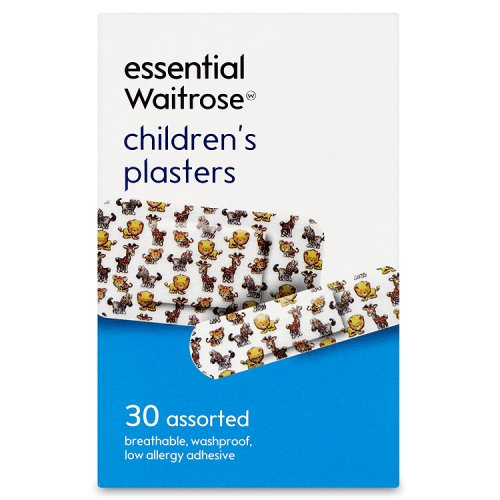 essential
Waitrose
children's
plasters
30 assorted
breathable, washproof,
low allergy adhesive